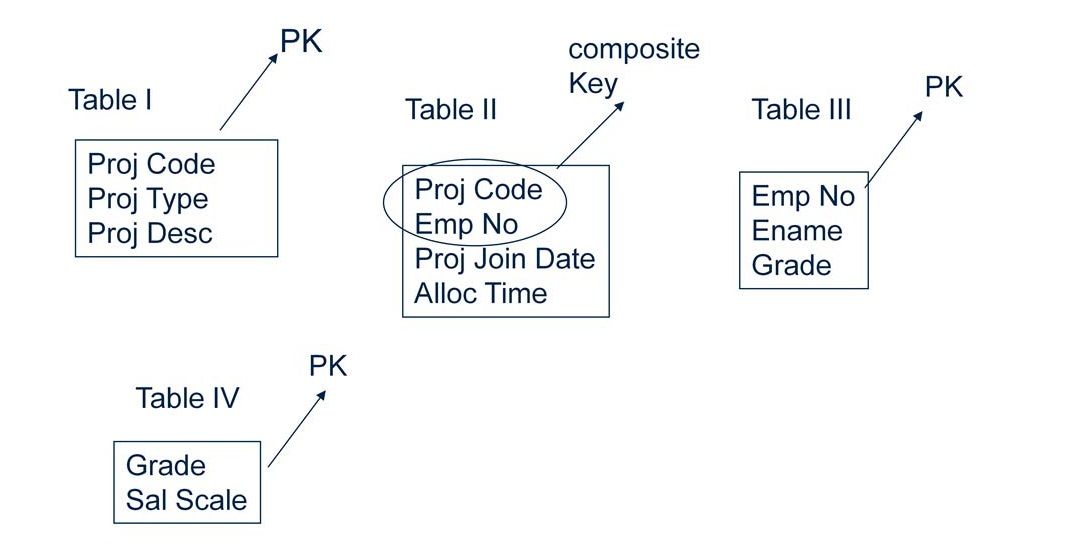 PK
Table I
Proj Code
Proj Type
Proj Desc
composite
Key
Table II
Proj Code
Emp No
Proj Join Date
Alloc Time
PK
Table III
Emp No
Ename
Grade
PK
Table IV
Grade
Sal Scale